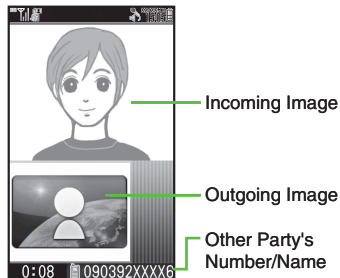 Incoming Image
Outgoing Image
Other Party's
Number/Name
0:08 090392XXXX6